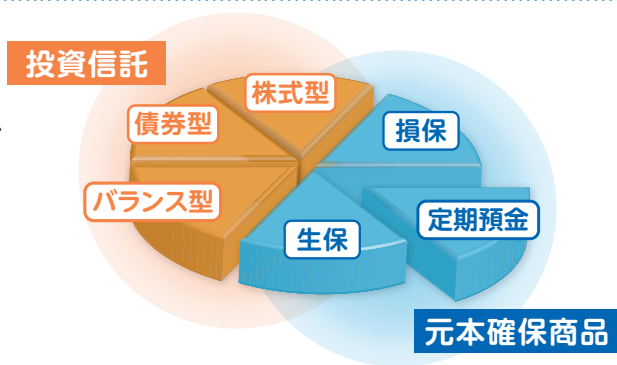 投資信託
株式型
債券型
損保
バランス型
定期預金
生保
元本確保商品